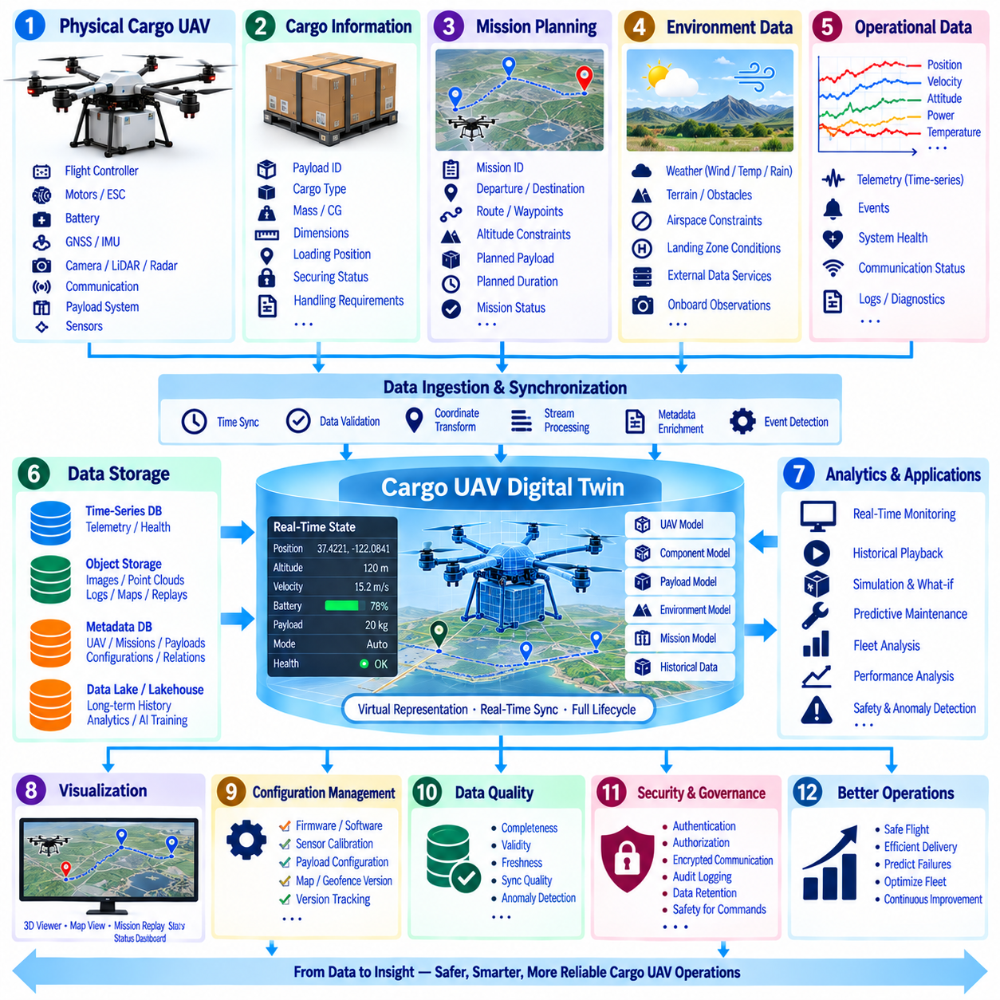 1 Physical Cargo UAV
Flight Controller
Motors / ESC
Battery
GNSS / IMU
Camera / LiDAR / Radar
Communication
Payload System
Sensors
2 Cargo Information
Payload ID
Cargo Type
Mass / CG
Dimensions
Loading Position
Securing Status
Handling Requirements
...
3 Mission Planning
Mission ID
Departure / Destination
Route / Waypoints
Altitude Constraints
Planned Payload
Planned Duration
Mission Status
...
4 Environment Data
Weather (Wind / Temp / Rain)
Terrain / Obstacles
Airspace Constraints
H
Landing Zone Conditions
External Data Services
Onboard Observations
...
5 Operational Data
Position
Velocity
Attitude
Power
Temperature
...
Telemetry (Time-series)
Events
System Health
Communication Status
Logs / Diagnostics
...
Data Ingestion & Synchronization
Time Sync
Data Validation
Coordinate
Transform
Stream
Processing
Metadata
Enrichment
Event Detection
6 Data Storage
Time-Series DB
Telemetry / Health
Object Storage
Images / Point Clouds
Logs / Maps / Replays
Metadata DB
UAV / Missions / Payloads
Configurations / Relations
Data Lake / Lakehouse
Long-term History
Analytics / AI Training
Cargo UAV Digital Twin
Real-Time State
Position 37.4221, -122.0841
Altitude 120 m
Velocity 15.2 m/s
Battery 78%
Payload 20 kg
Mode Auto
Health OK
UAV Model
Component Model
Payload Model
Environment Model
Mission Model
Historical Data
Virtual Representation · Real-Time Sync · Full Lifecycle
7 Analytics & Applications
Real-Time Monitoring
Historical Playback
Simulation & What-if
Predictive Maintenance
Fleet Analysis
Performance Analysis
Safety & Anomaly Detection
...
8 Visualization
3D Viewer • Map View • Mission Replay
Status Dashboard
9 Configuration Management
Firmware / Software
Sensor Calibration
Payload Configuration
Map / Geofence Version
Version Tracking
...
10 Data Quality
• Completeness
• Validity
• Freshness
• Sync Quality
• Anomaly Detection
...
11 Security & Governance
• Authentication
• Authorization
• Encrypted Communication
• Audit Logging
• Data Retention
• Safety for Commands
...
12 Better Operations
• Safe Flight
• Efficient Delivery
• Predict Failures
• Optimize Fleet
• Continuous Improvement
From Data to Insight — Safer, Smarter, More Reliable Cargo UAV Operations